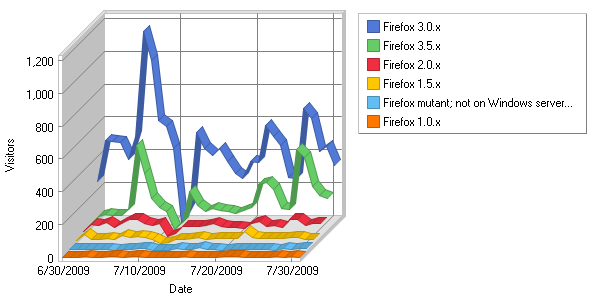 Visitors
1,200
1,000
800
600
400
200
0
6/30/2009 7/10/2009 7/20/2009 7/30/2009
Date
Firefox 3.0.x
Firefox 3.5.x
Firefox 2.0.x
Firefox 1.5.x
Firefox mutant; not on Windows server...
Firefox 1.0.x